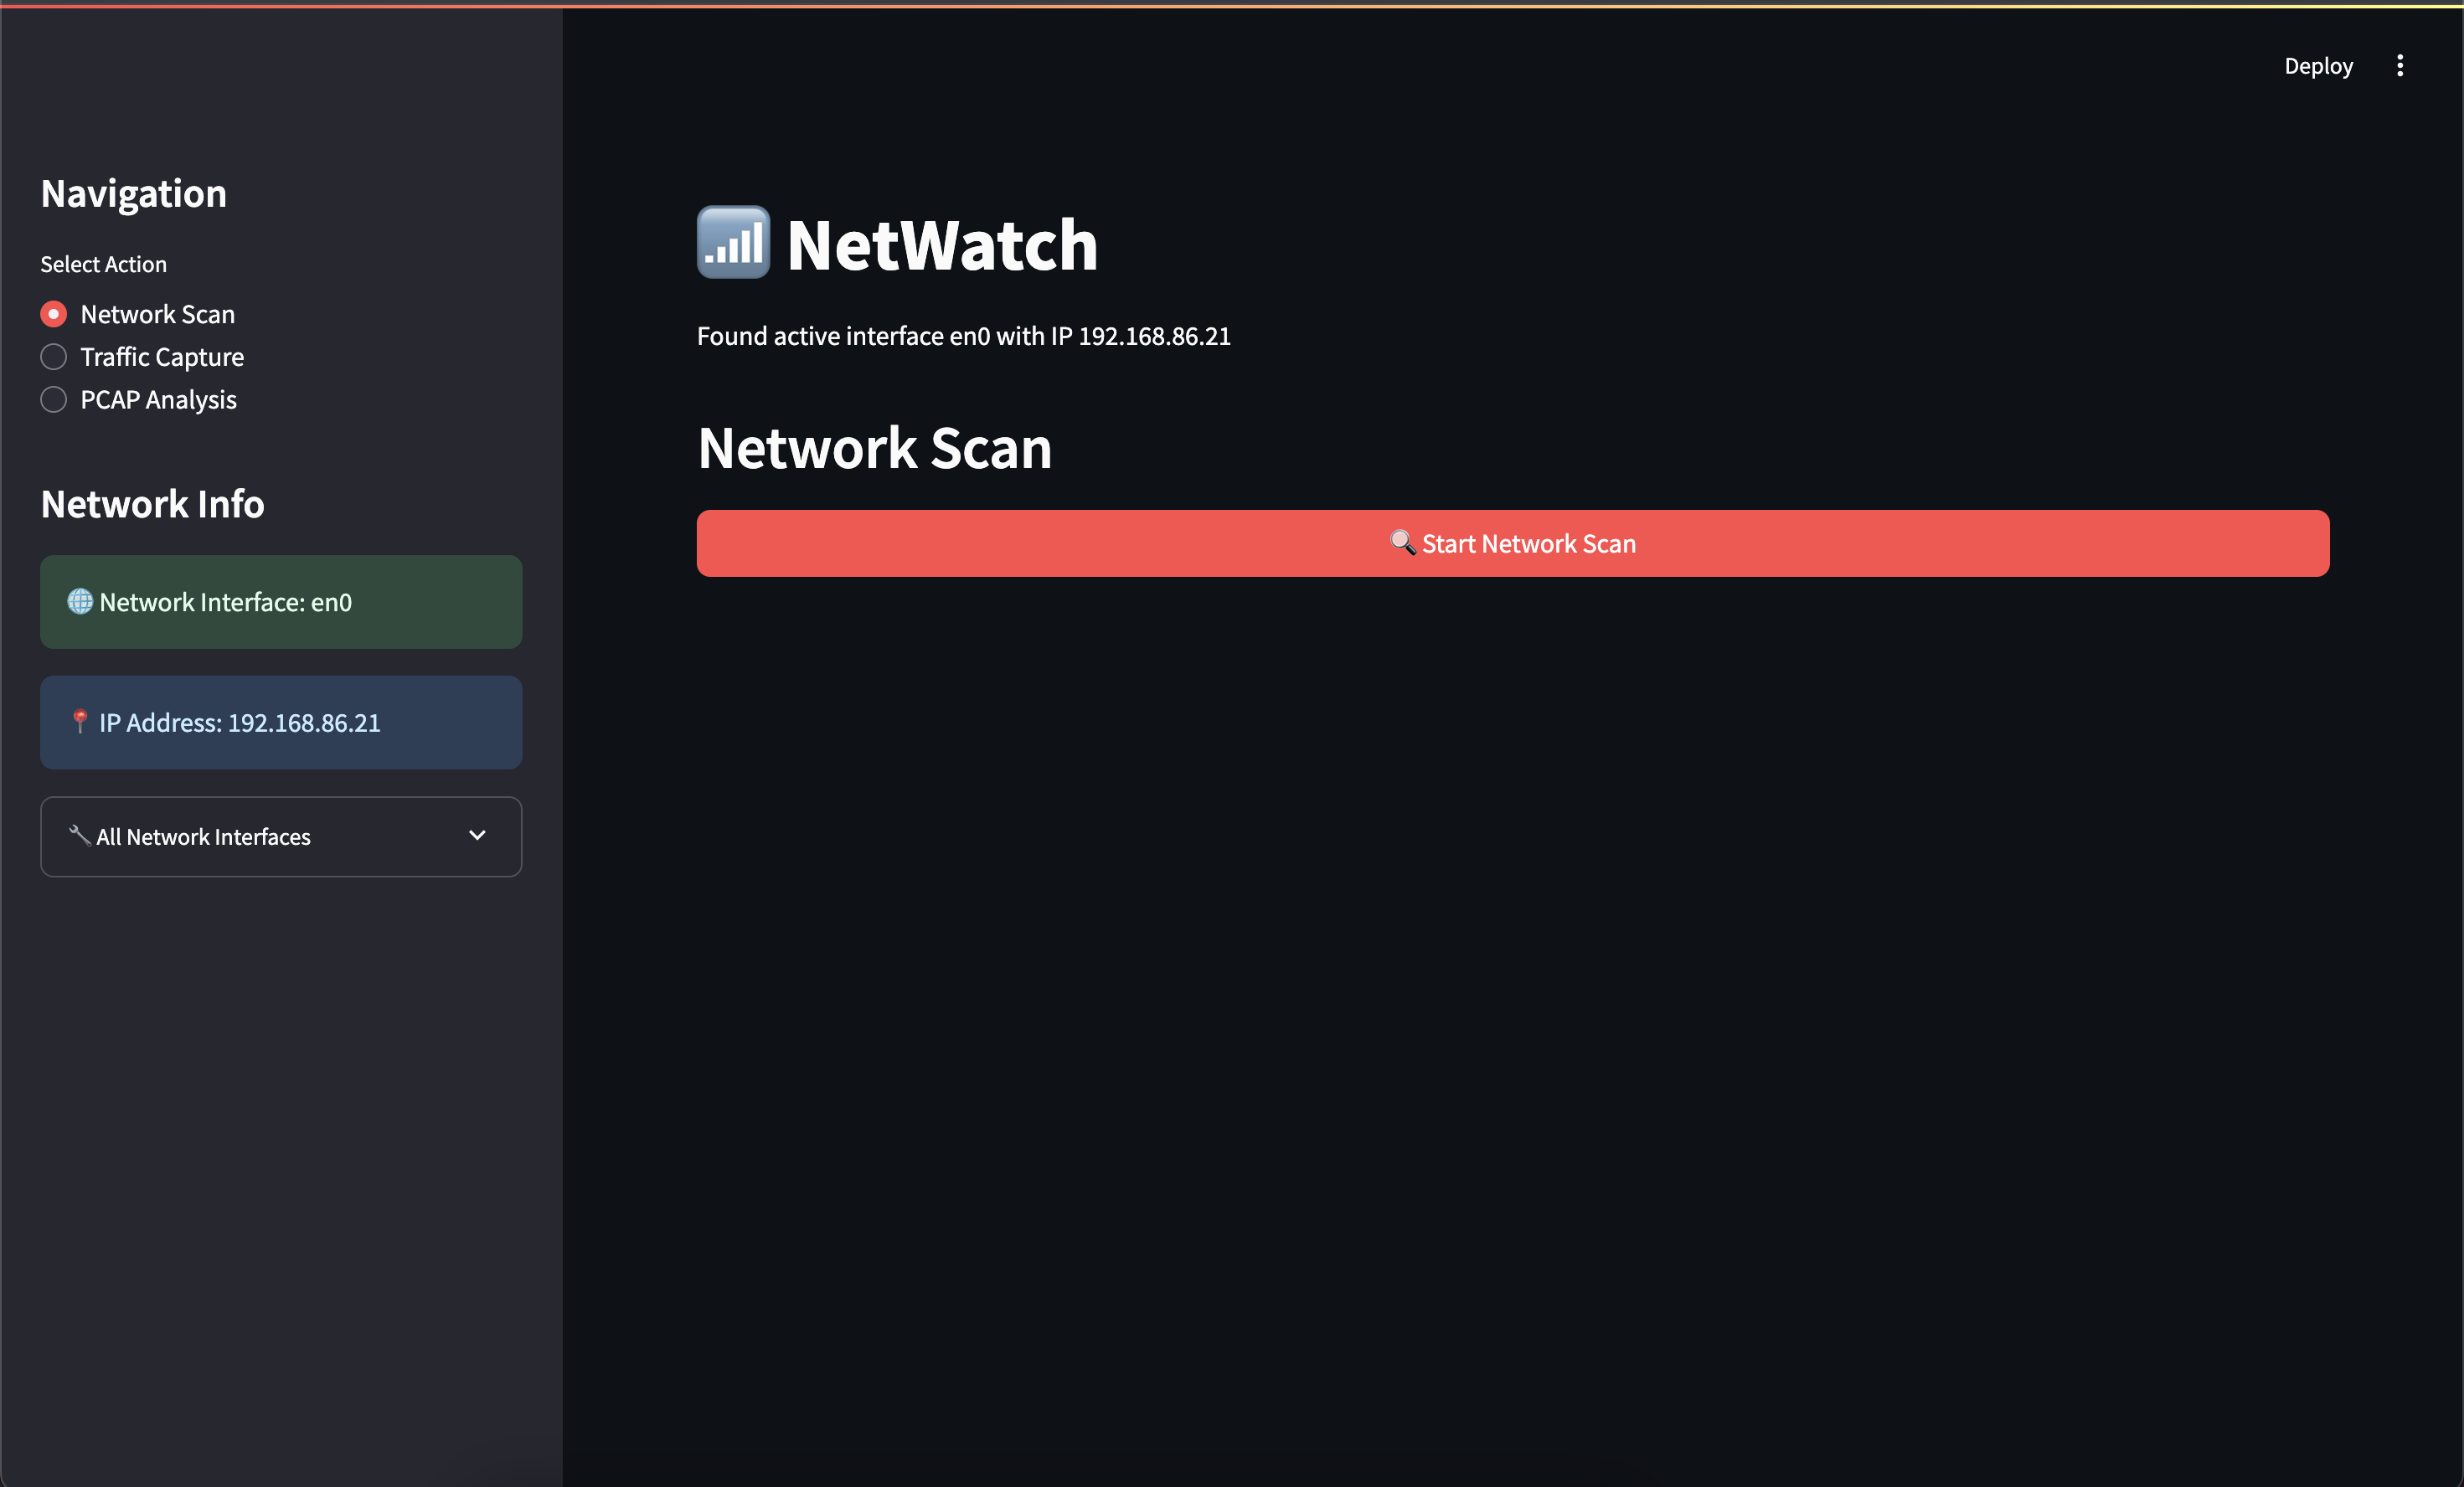 Deploy
Navigation
Select Action
Network Scan
Traffic Capture
PCAP Analysis
Network Info
Network Interface: en0
IP Address: 192.168.86.21
All Network Interfaces
NetWatch
Found active interface en0 with IP 192.168.86.21
Network Scan
Start Network Scan